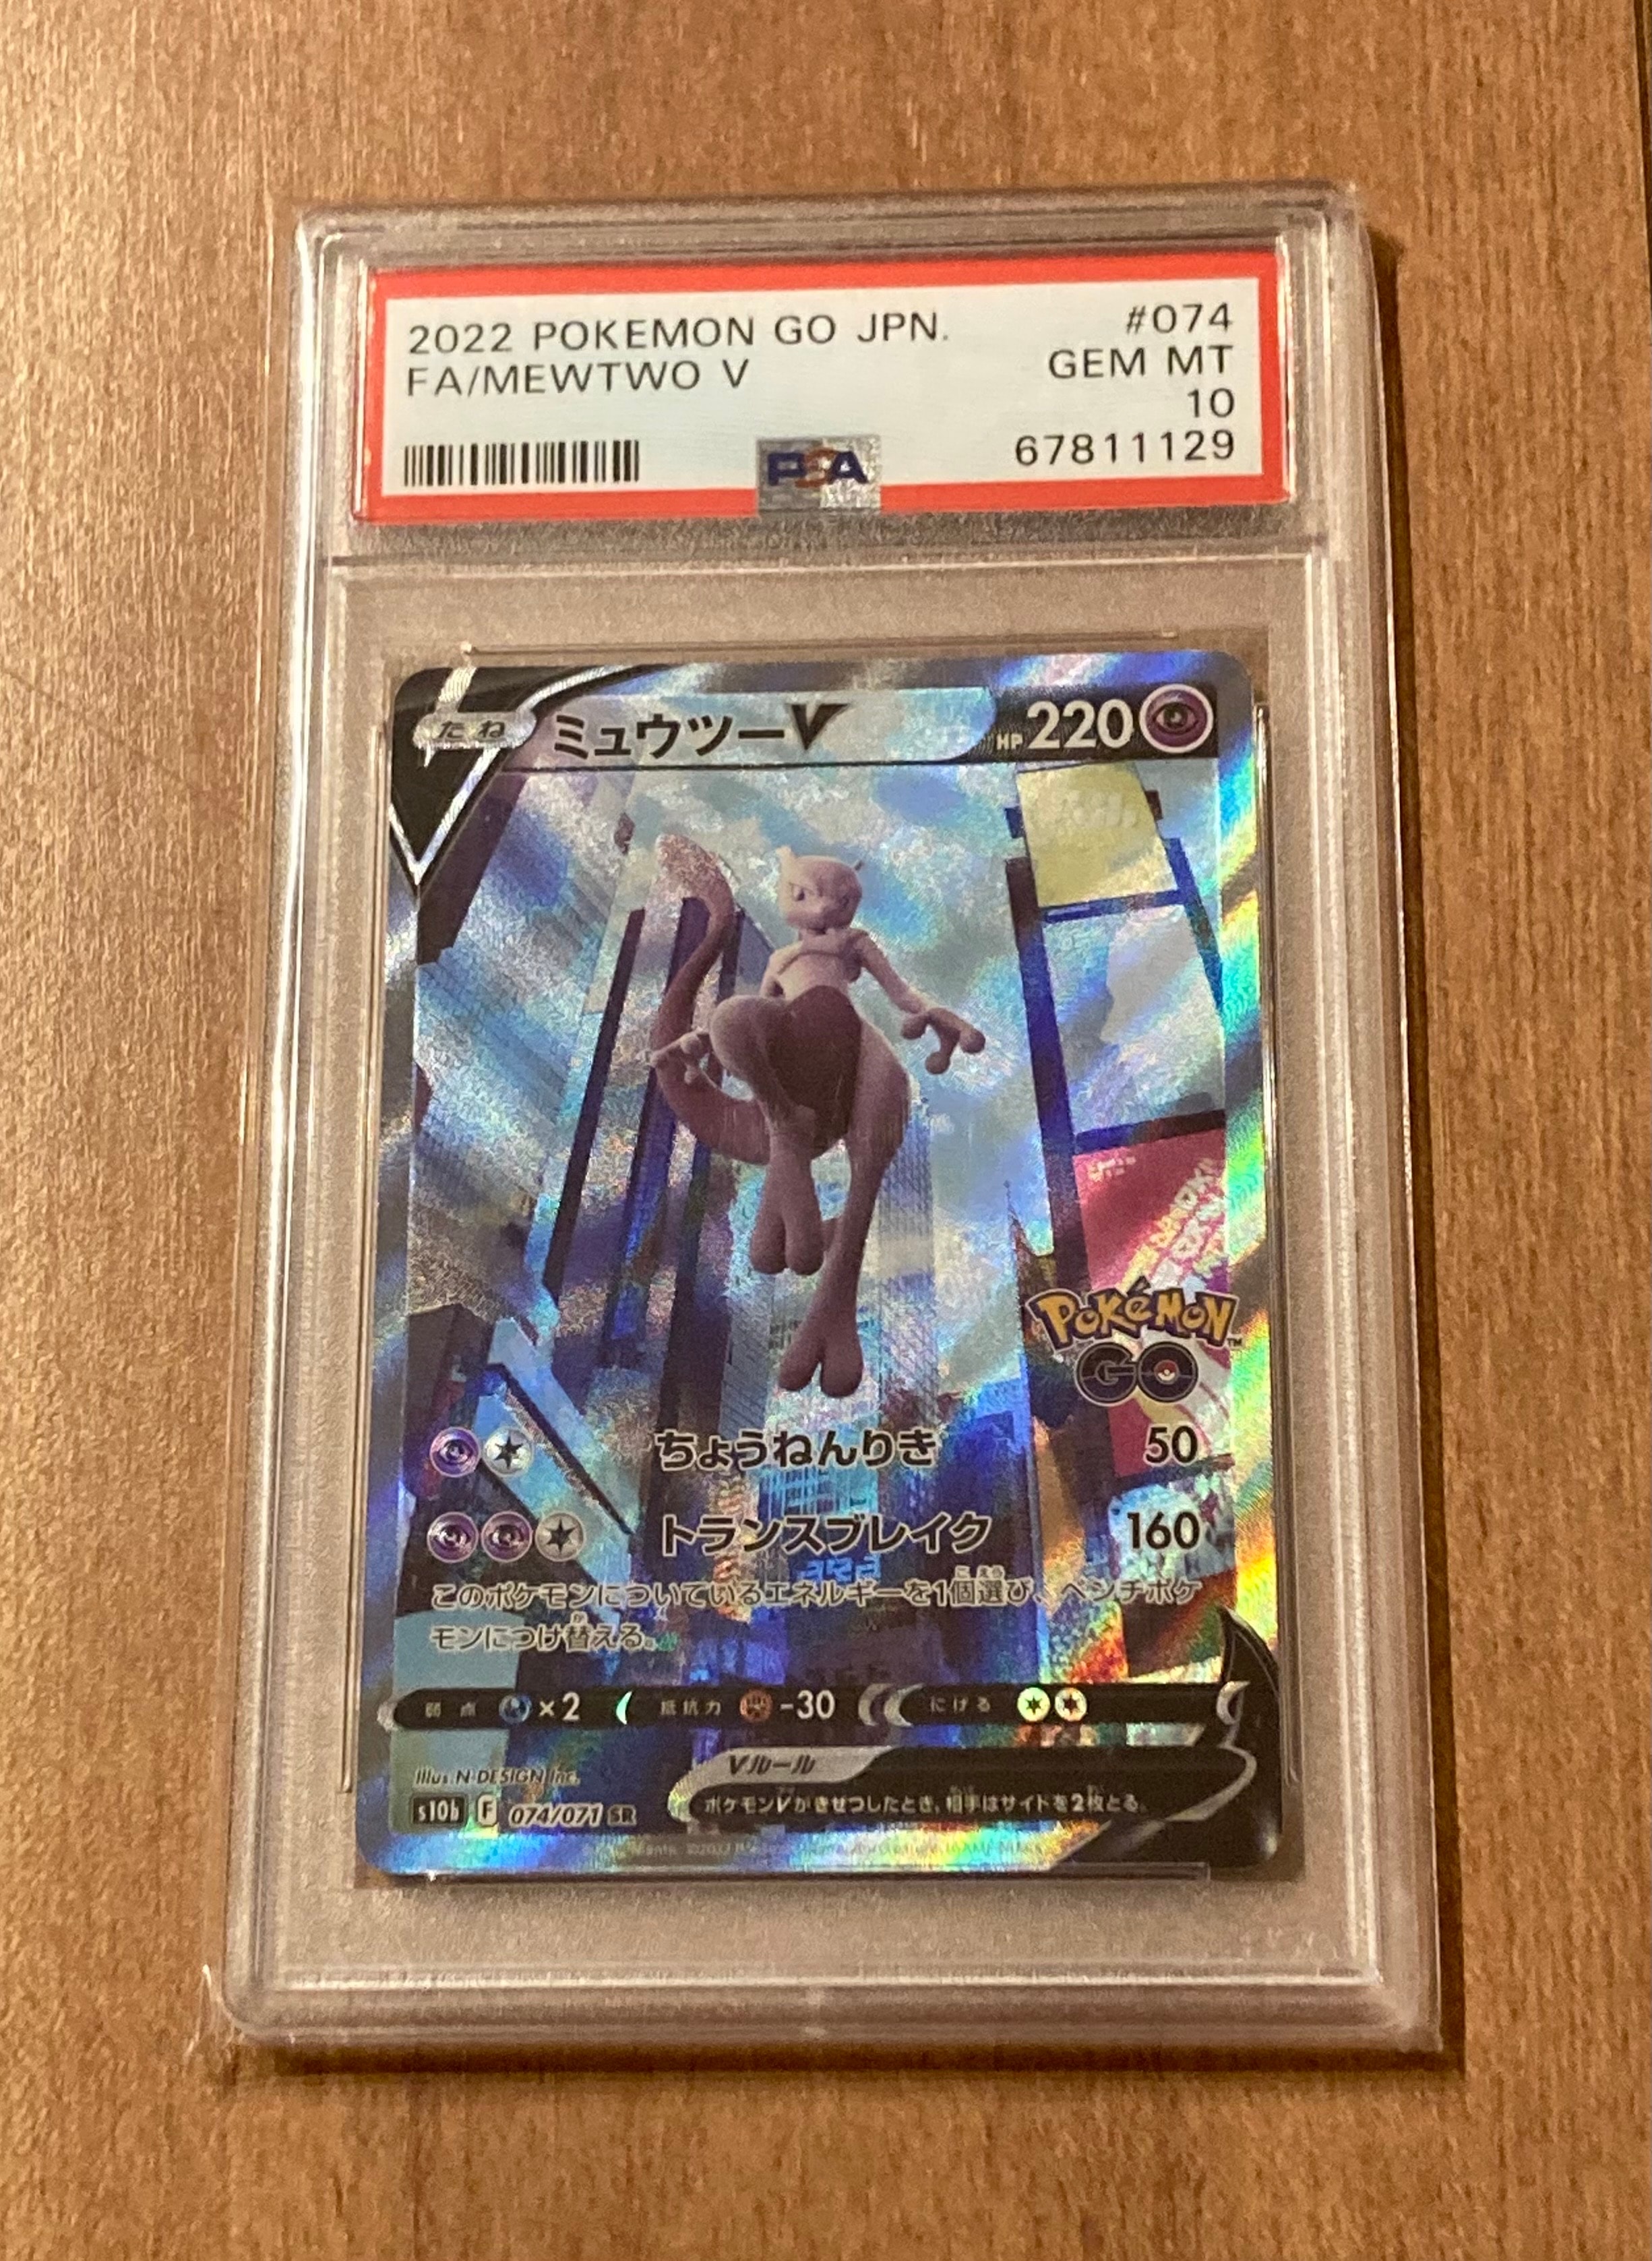 2022 POKEMON GO JPN. #074
FA/MEWTWO V GEM MT
10
67811129
PSA
たね ミュウツーV HP 220
Pokémon™
GO
ちょうねんりき 50
トランスブレイク 160
このポケモンについているエネルギーを1個選び、ベンチポケ
モンにつけ替える。
弱点 ×2 抵抗力 -30 にげる
Vルール
ポケモンVがきぜつしたとき、相手はサイドを2枚とる。
Illus. N-DESIGN Inc.
s10b F 074/071 SR